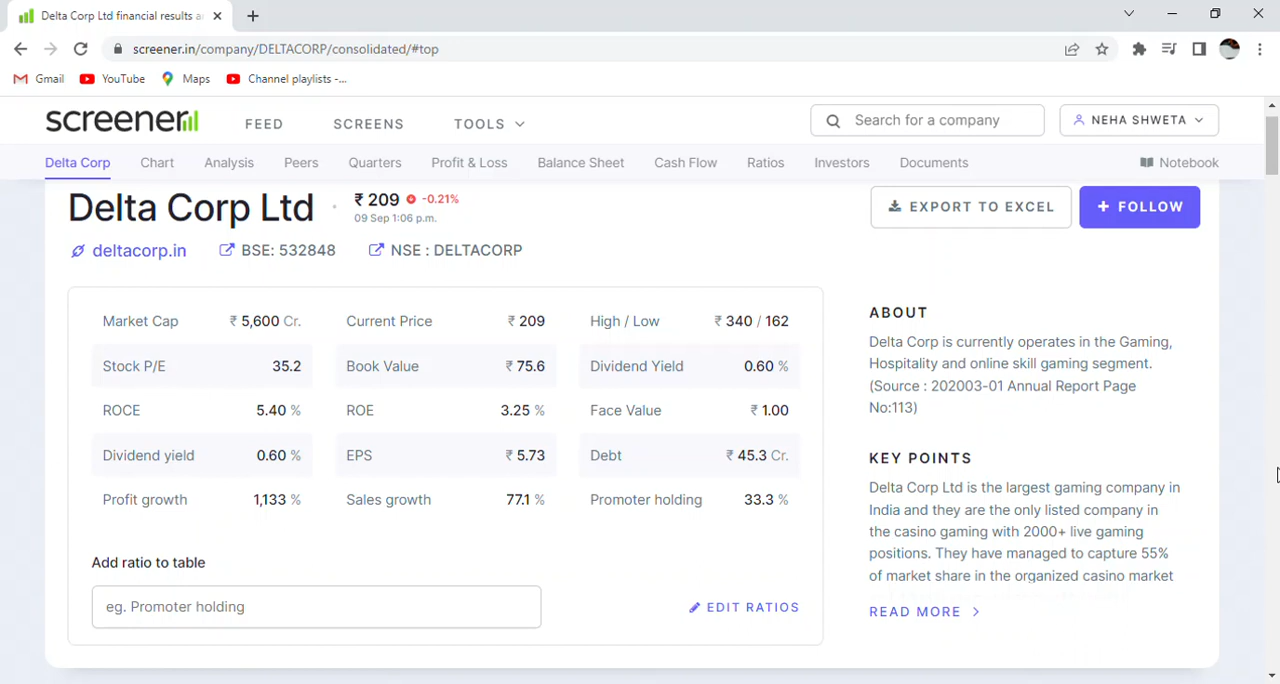 Delta Corp Ltd financial results a
screener.in/company/DELTACORP/consolidated/#top
Gmail YouTube Maps Channel playlists -...
screener FEED SCREENS TOOLS Search for a company NEHA SHWETA
Delta Corp Chart Analysis Peers Quarters Profit & Loss Balance Sheet Cash Flow Ratios Investors Documents Notebook
Delta Corp Ltd ₹ 209 -0.21%
09 Sep 1:06 p.m.
EXPORT TO EXCEL + FOLLOW
deltacorp.in BSE: 532848 NSE : DELTACORP
Market Cap ₹ 5,600 Cr. Current Price ₹ 209 High / Low ₹ 340 / 162
Stock P/E 35.2 Book Value ₹ 75.6 Dividend Yield 0.60 %
ROCE 5.40 % ROE 3.25 % Face Value ₹ 1.00
Dividend yield 0.60 % EPS ₹ 5.73 Debt ₹ 45.3 Cr.
Profit growth 1,133 % Sales growth 77.1 % Promoter holding 33.3 %
Add ratio to table
eg. Promoter holding EDIT RATIOS
ABOUT
Delta Corp is currently operates in the Gaming,
Hospitality and online skill gaming segment.
(Source : 202003-01 Annual Report Page
No:113)
KEY POINTS
Delta Corp Ltd is the largest gaming company in
India and they are the only listed company in
the casino gaming with 2000+ live gaming
positions. They have managed to capture 55%
of market share in the organized casino market
READ MORE